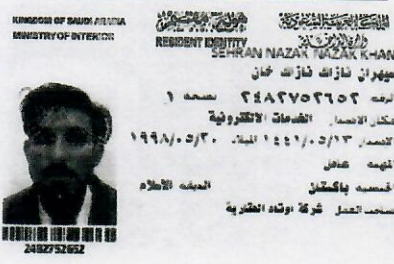 KINGDOM OF SAUDI ARABIA
MINISTRY OF INTERIOR
RESIDENT IDENTITY
هوية مقيم
المملكة العربية السعودية
وزارة الداخلية
SEHRAN NAZAK NAZAK KHAN
نازك نازك خان
الرقم ٢٤٨٢٧٥٢٦٥٢ نسخة ١
مكان الاصدار الخدمات الالكترونية
الاصدار ١٤٤١/٠٥/١٣ الميلاد ١٩٩٨/٠٥/٢٠
المهنة عامل
الجنسية باكستان الديانة الاسلام
صاحب العمل شركة اوتاد العقارية
2482752652